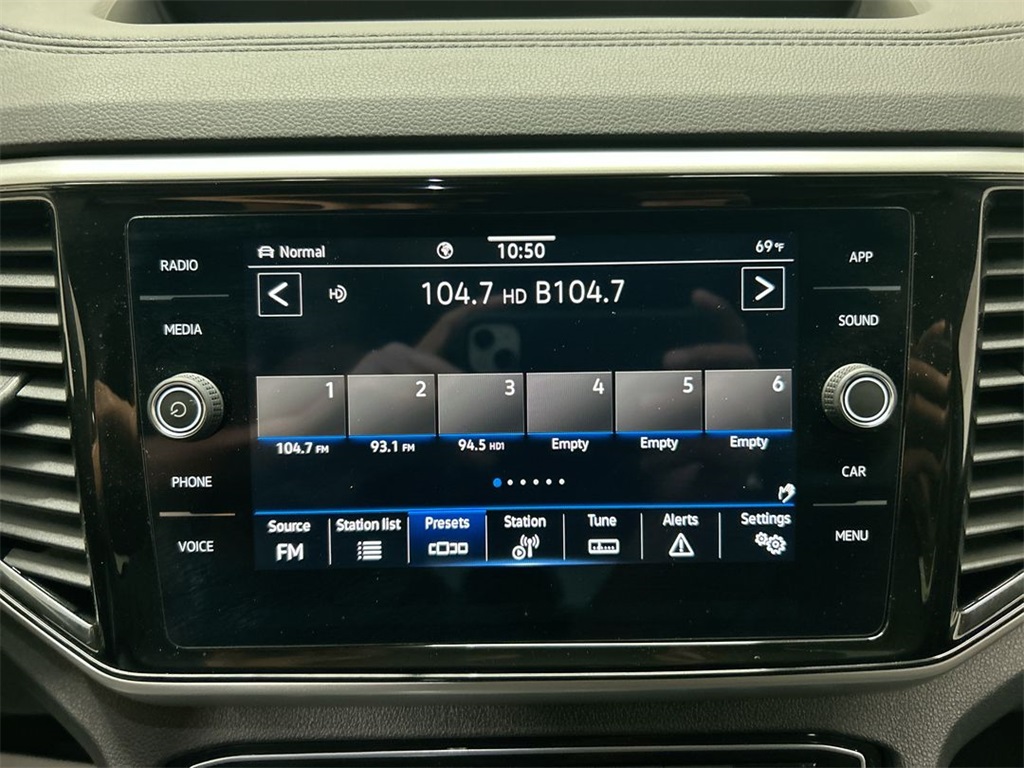 Normal 10:50 69°F
RADIO
APP
104.7 HD B104.7
MEDIA
SOUND
1 2 3 4 5 6
104.7 FM 93.1 FM 94.5 HD1 Empty Empty Empty
PHONE
CAR
Source Station list Presets Station Tune Alerts Settings
FM
VOICE
MENU